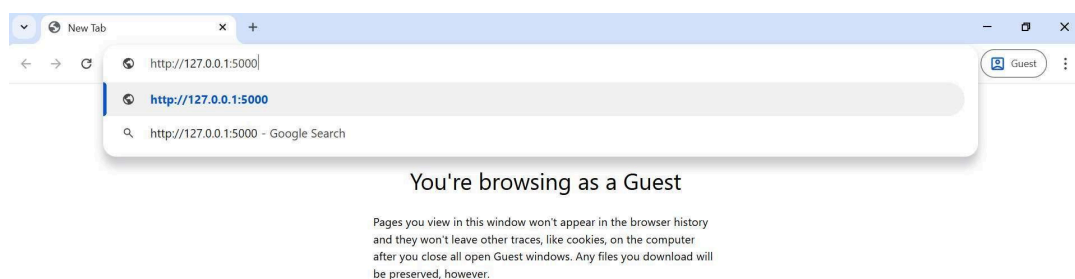 New Tab
http://127.0.0.1:5000
Guest
http://127.0.0.1:5000
http://127.0.0.1:5000 - Google Search
You're browsing as a Guest
Pages you view in this window won't appear in the browser history
and they won't leave other traces, like cookies, on the computer
after you close all open Guest windows. Any files you download will
be preserved, however.